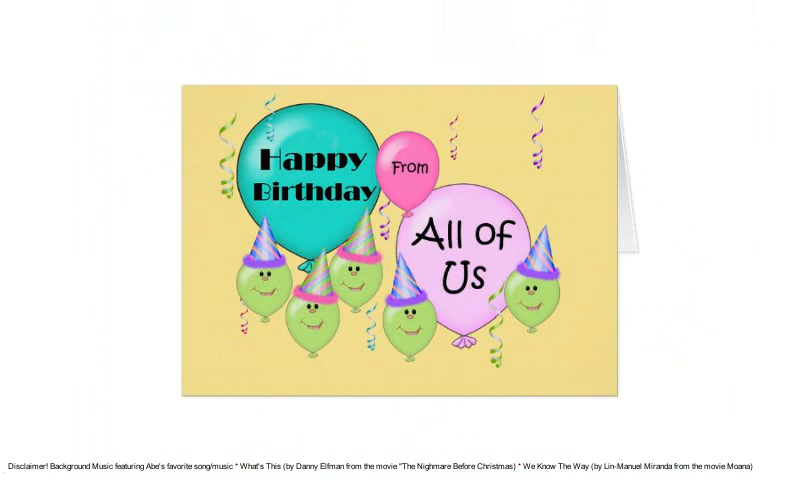 Happy
Birthday
From
All of
Us
Disclaimer! Background Music featuring Abe's favorite song/music * What's This (by Danny Elfman from the movie "The Nighmare Before Christmas) * We Know The Way (by Lin-Manuel Miranda from the movie Moana)